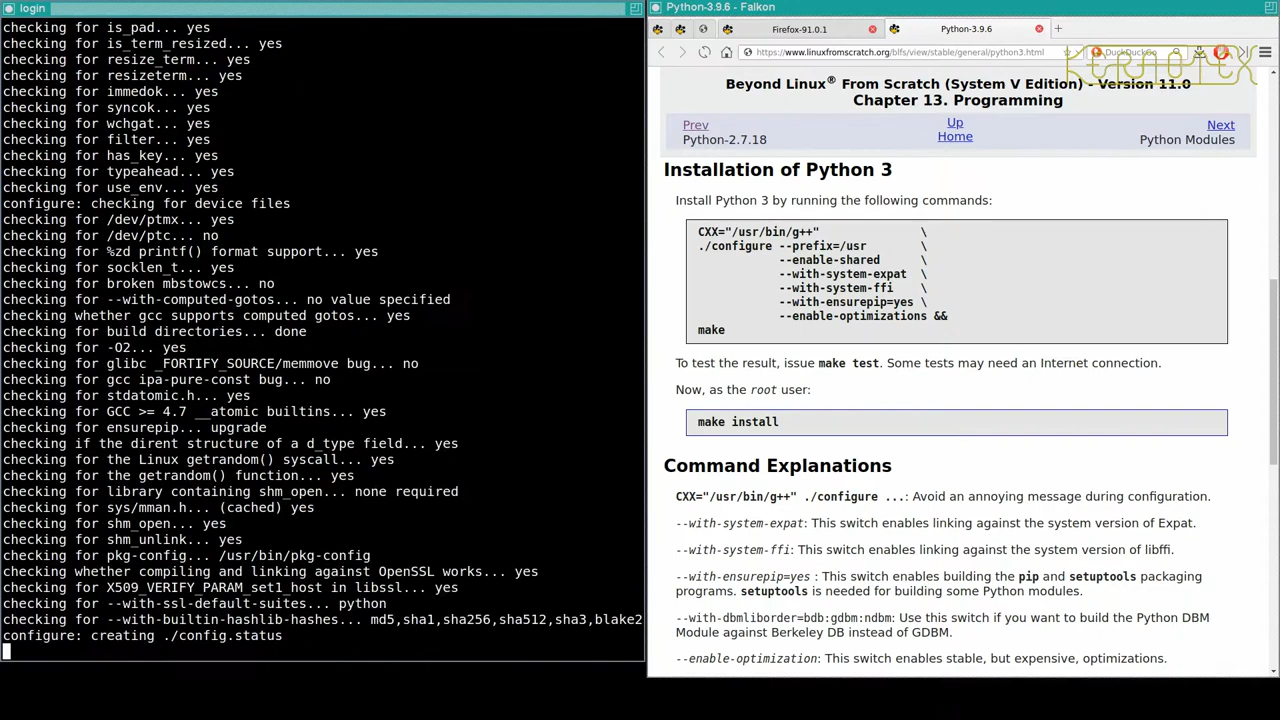 login
checking for is_pad... yes
checking for is_term_resized... yes
checking for resize_term... yes
checking for resizeterm... yes
checking for immedok... yes
checking for syncok... yes
checking for wchgat... yes
checking for filter... yes
checking for has_key... yes
checking for typeahead... yes
checking for use_env... yes
configure: checking for device files
checking for /dev/ptmx... yes
checking for /dev/ptc... no
checking for %zd printf() format support... yes
checking for socklen_t... yes
checking for broken mbstowcs... no
checking for --with-computed-gotos... no value specified
checking whether gcc supports computed gotos... yes
checking for build directories... done
checking for -O2... yes
checking for glibc _FORTIFY_SOURCE/memmove bug... no
checking for gcc ipa-pure-const bug... no
checking for stdatomic.h... yes
checking for GCC >= 4.7 __atomic builtins... yes
checking for ensurepip... upgrade
checking if the dirent structure of a d_type field... yes
checking for the Linux getrandom() syscall... yes
checking for the getrandom() function... yes
checking for library containing shm_open... none required
checking for sys/mman.h... (cached) yes
checking for shm_open... yes
checking for shm_unlink... yes
checking for pkg-config... /usr/bin/pkg-config
checking whether compiling and linking against OpenSSL works... yes
checking for X509_VERIFY_PARAM_set1_host in libssl... yes
checking for --with-ssl-default-suites... python
checking for --with-builtin-hashlib-hashes... md5,sha1,sha256,sha512,sha3,blake2
configure: creating ./config.status
Python-3.9.6 - Falkon
Firefox-91.0.1
Python-3.9.6
https://www.linuxfromscratch.org/blfs/view/stable/general/python3.html
DuckDuckGo
KERNOTEX
Beyond Linux® From Scratch (System V Edition) - Version 11.0
Chapter 13. Programming
Prev
Up
Next
Python-2.7.18
Home
Python Modules
Installation of Python 3
Install Python 3 by running the following commands:
CXX="/usr/bin/g++" \
./configure --prefix=/usr \
--enable-shared \
--with-system-expat \
--with-system-ffi \
--with-ensurepip=yes \
--enable-optimizations &&
make
To test the result, issue make test. Some tests may need an Internet connection.
Now, as the root user:
make install
Command Explanations
CXX="/usr/bin/g++" ./configure ...: Avoid an annoying message during configuration.
--with-system-expat: This switch enables linking against the system version of Expat.
--with-system-ffi: This switch enables linking against the system version of libffi.
--with-ensurepip=yes : This switch enables building the pip and setuptools packaging
programs. setuptools is needed for building some Python modules.
--with-dbmliborder=bdb:gdbm:ndbm: Use this switch if you want to build the Python DBM
Module against Berkeley DB instead of GDBM.
--enable-optimization: This switch enables stable, but expensive, optimizations.